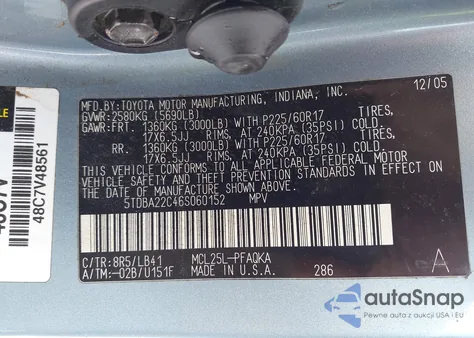 12/05
MFD.BY:TOYOTA MOTOR MANUFACTURING, INDIANA, INC.
GVWR: 2580KG (5690LB)
GAWR:FRT. 1360KG (3000LB) WITH P225/60R17 TIRES,
17X6.5JJ RIMS, AT 240KPA (35PSI) COLD.
RR. 1360KG (3000LB) WITH P225/60R17 TIRES,
17X6.5JJ RIMS, AT 240KPA (35PSI) COLD.
THIS VEHICLE CONFORMS TO ALL APPLICABLE FEDERAL MOTOR
VEHICLE SAFETY STANDARDS IN EFFECT ON THE DATE OF
MANUFACTURE SHOWN ABOVE.
5TDBA22C46S060152 MPV
C/TR: 8R5/LB41 MCL25L-PFAQKA
A/TM:-02B/U151F MADE IN U.S.A. 286 A
48C7V48561
autoSnap
Pewne auta z aukcji w USA i EU